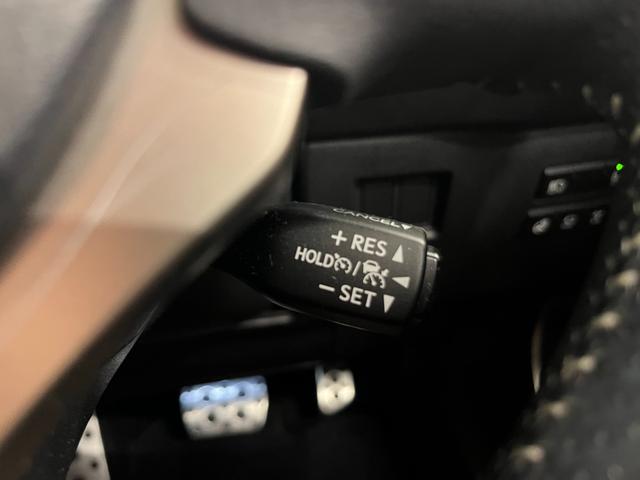 CANCEL
+ RES
HOLD /
− SET